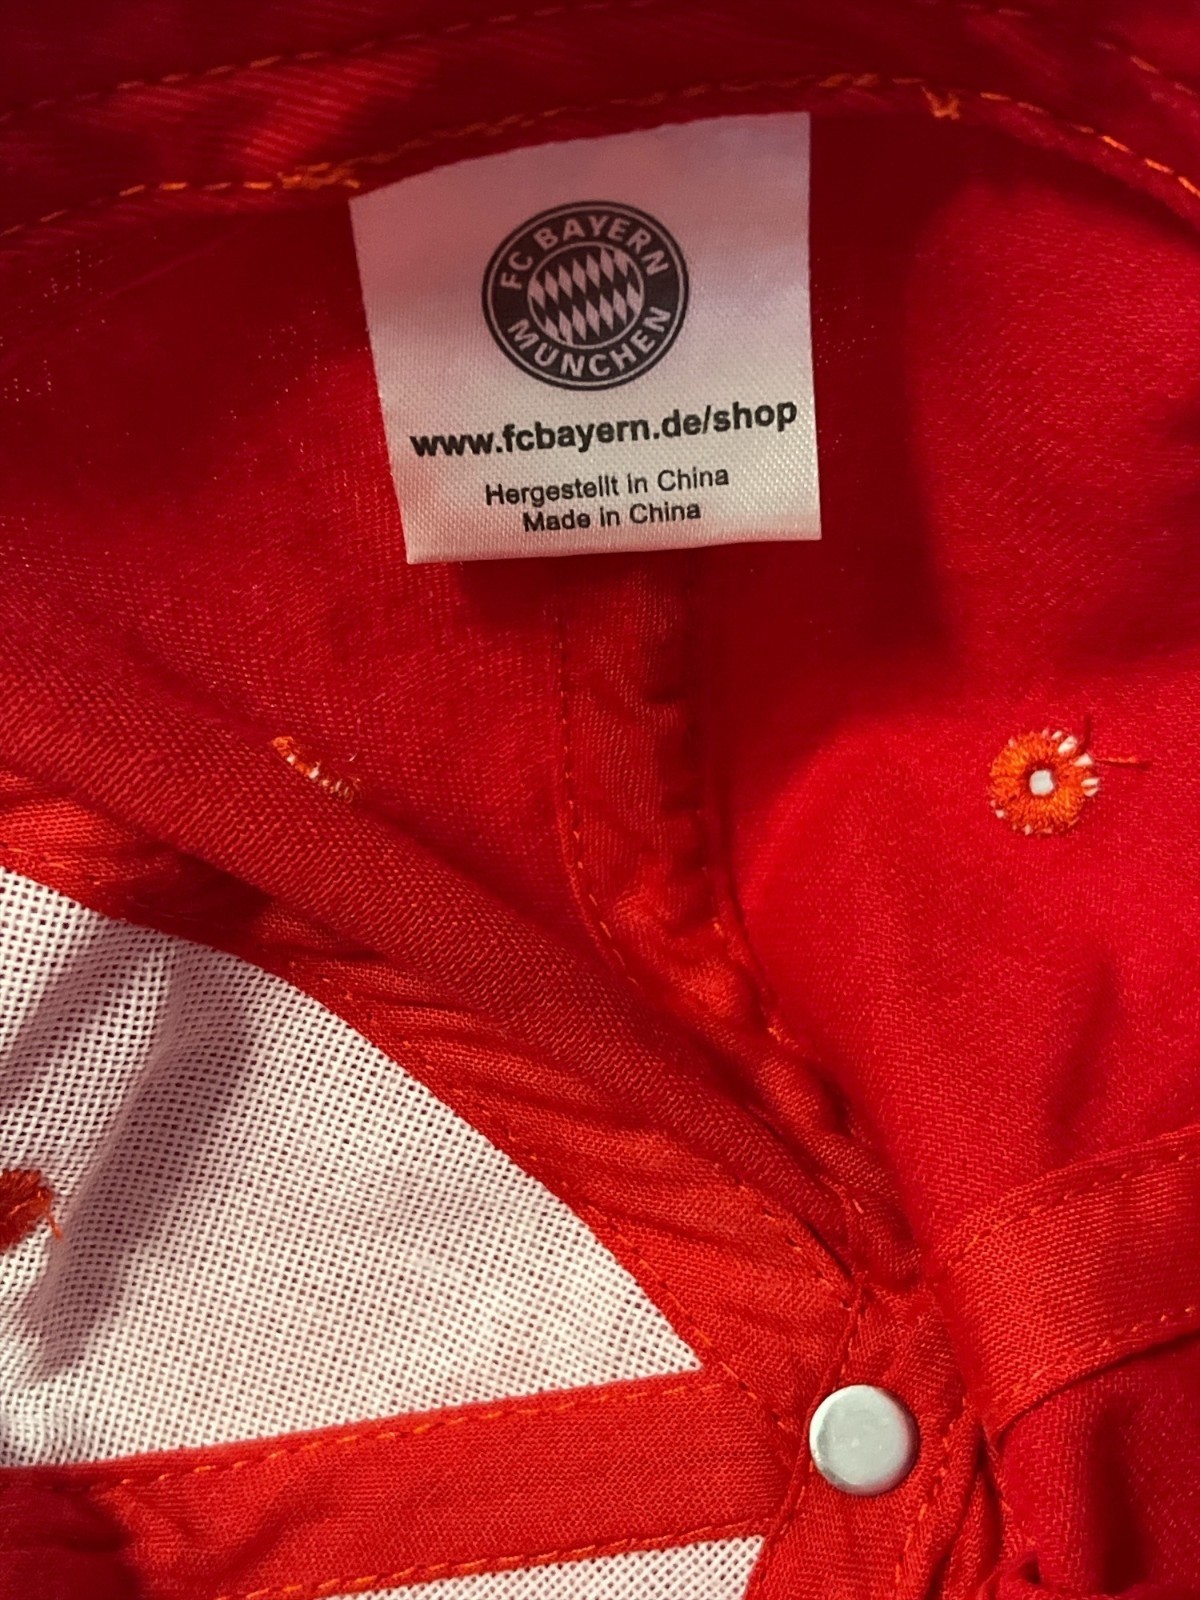 FC BAYERN
MÜNCHEN
www.fcbayern.de/shop
Hergestellt in China
Made in China